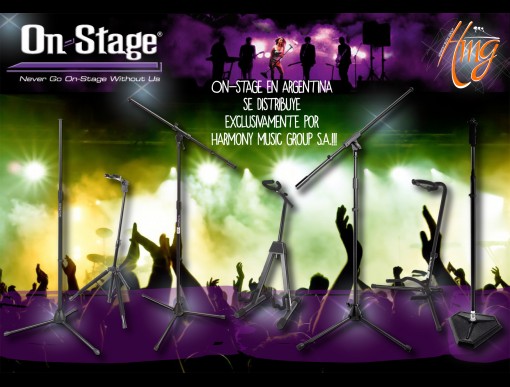 On-Stage®
Never Go On-Stage Without Us
Hmg
ON-STAGE EN ARGENTINA
SE DISTRIBUYE
EXCLUSIVAMENTE POR
HARMONY MUSIC GROUP S.A.!!!